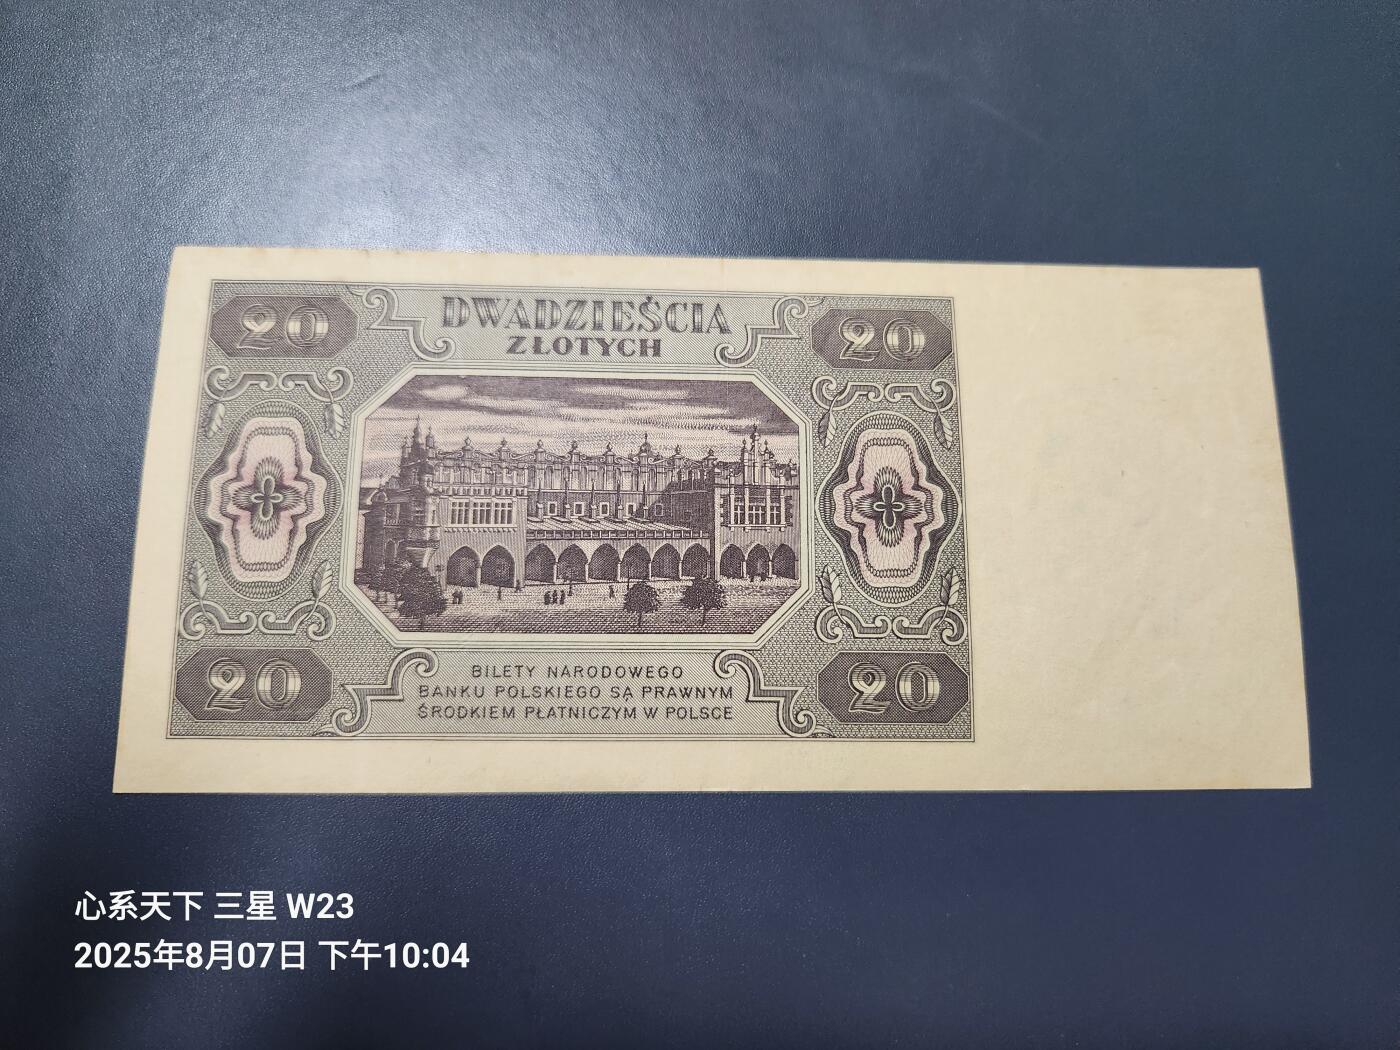 20
DWADZIEŚCIA
ZŁOTYCH
20
20
BILETY NARODOWEGO
BANKU POLSKIEGO SĄ PRAWNYM
ŚRODKIEM PŁATNICZYM W POLSCE
20
心系天下 三星 W23
2025年8月07日 下午10:04